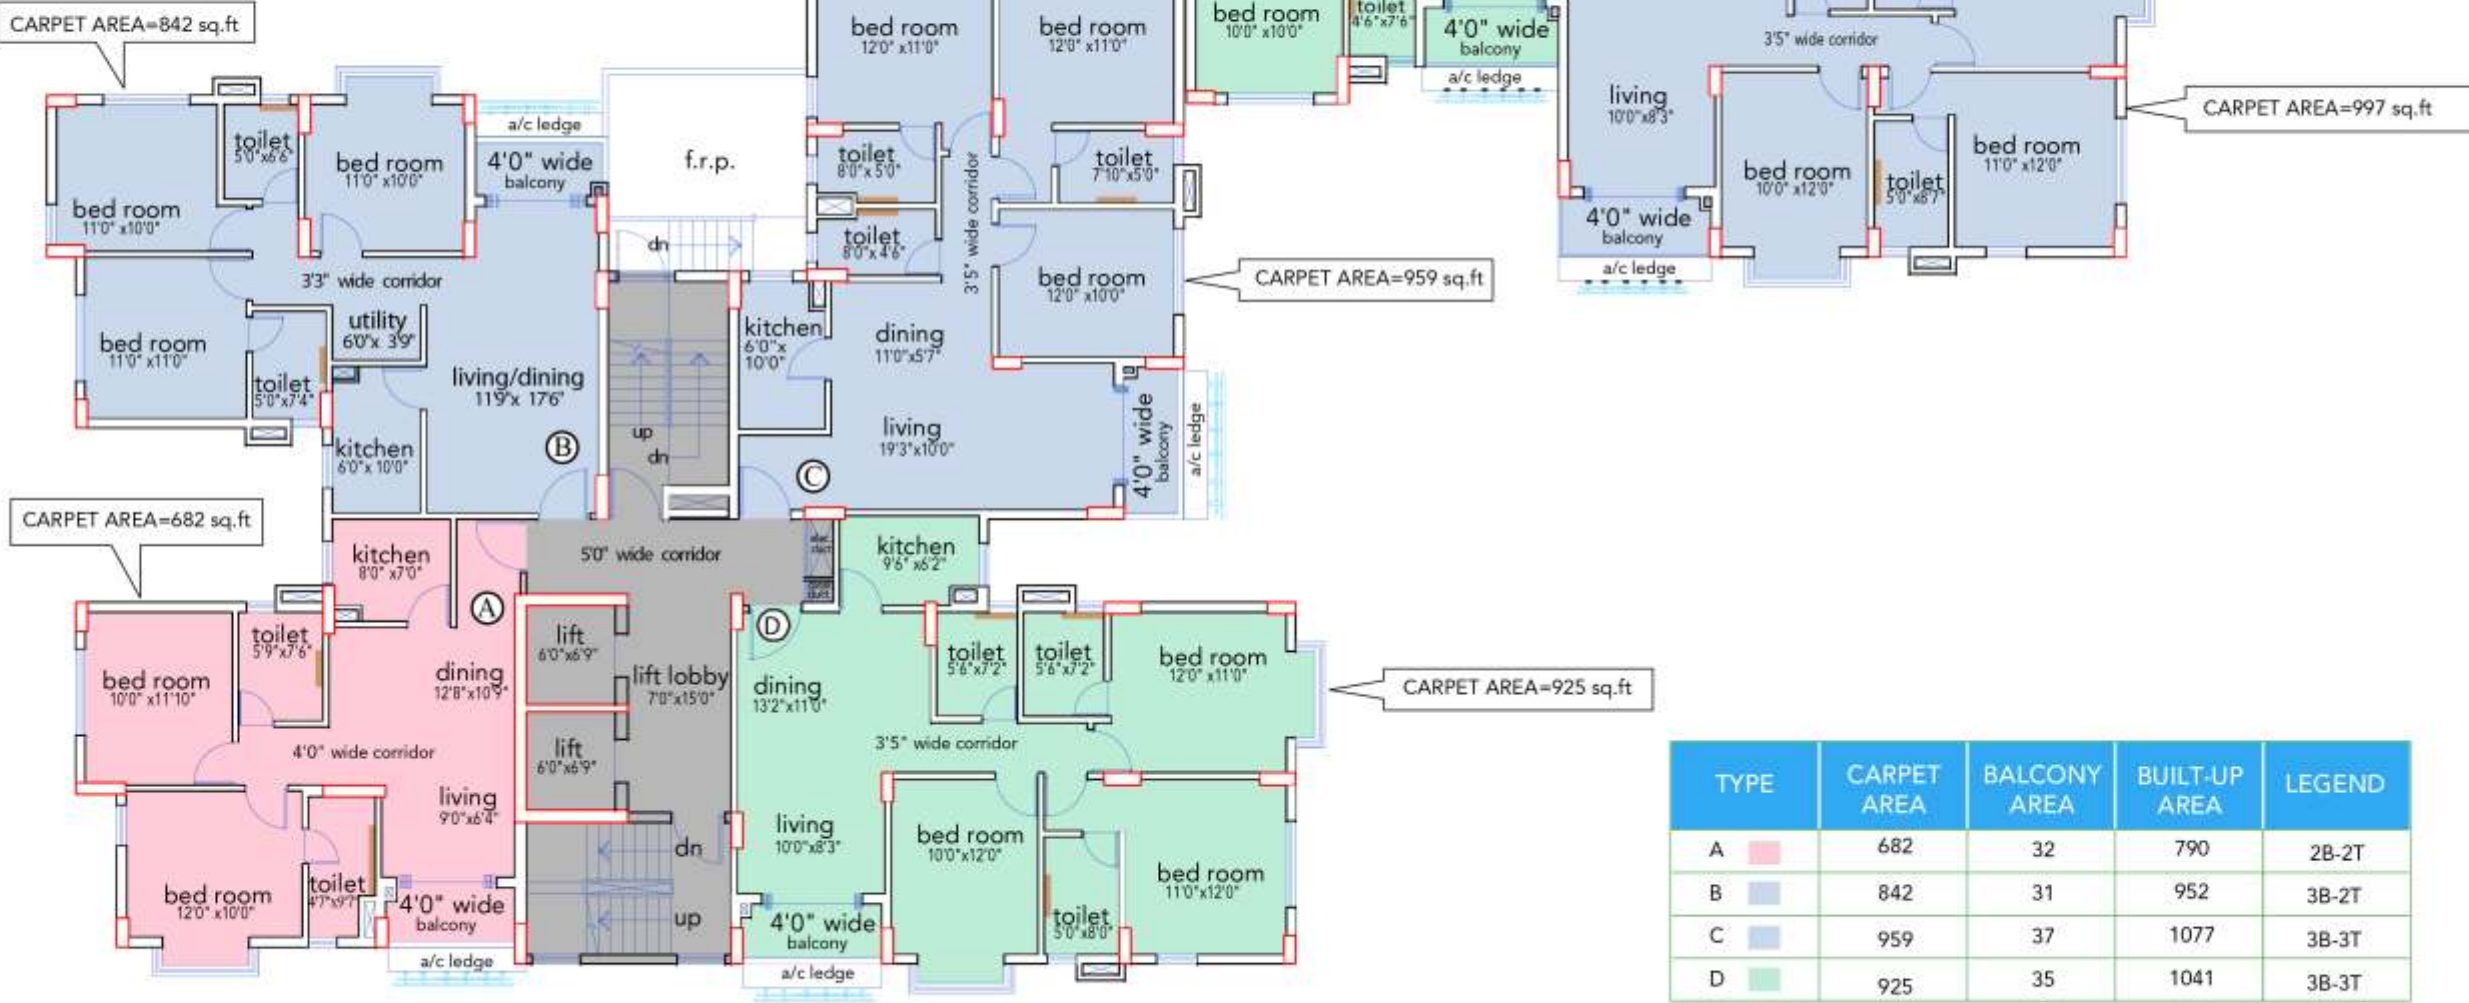 CARPET AREA=842 sq.ft
bed room
12'0" x11'0"
bed room
12'0" x11'0"
bed room
10'0" x10'0"
toilet
4'6"x7'6"
4'0" wide
balcony
a/c ledge
3'5" wide corridor
living
10'0"x8'3"
CARPET AREA=997 sq.ft
bed room
11'0" x12'0"
bed room
10'0" x12'0"
toilet
4'0" wide
balcony
a/c ledge
toilet
5'0"x6'6"
bed room
11'0" x10'0"
a/c ledge
4'0" wide
balcony
f.r.p.
toilet
8'0"x 5'0"
toilet
7'10"x5'0"
3'5" wide corridor
bed room
11'0" x10'0"
dn
toilet
8'0"x 4'6"
bed room
12'0" x10'0"
CARPET AREA=959 sq.ft
3'3" wide corridor
utility
6'0"x 3'9"
bed room
11'0" x11'0"
toilet
5'0"x7'4"
living/dining
11'9"x 17'6"
kitchen
6'0"x
10'0"
dining
11'0"x5'7"
living
19'3"x10'0"
4'0" wide
balcony
a/c ledge
kitchen
6'0"x 10'0"
B
up
dn
C
CARPET AREA=682 sq.ft
kitchen
8'0" x7'0"
5'0" wide corridor
kitchen
9'6" x6'2"
A
D
toilet
5'9"x7'6"
lift
6'0"x6'9"
bed room
10'0" x11'10"
dining
12'8"x10'9"
lift lobby
7'0"x15'0"
dining
13'2"x11'0"
toilet
5'6"x7'2"
toilet
5'6"x7'2"
bed room
12'0" x11'0"
CARPET AREA=925 sq.ft
4'0" wide corridor
lift
6'0"x6'9"
3'5" wide corridor
living
9'0"x6'4"
living
10'0"x8'3"
bed room
10'0"x12'0"
bed room
11'0"x12'0"
dn
bed room
12'0" x10'0"
toilet
4'7"x9'7"
4'0" wide
balcony
a/c ledge
up
4'0" wide
balcony
a/c ledge
toilet
5'0"x8'0"
TYPE CARPET AREA BALCONY AREA BUILT-UP AREA LEGEND
A 682 32 790 2B-2T
B 842 31 952 3B-2T
C 959 37 1077 3B-3T
D 925 35 1041 3B-3T